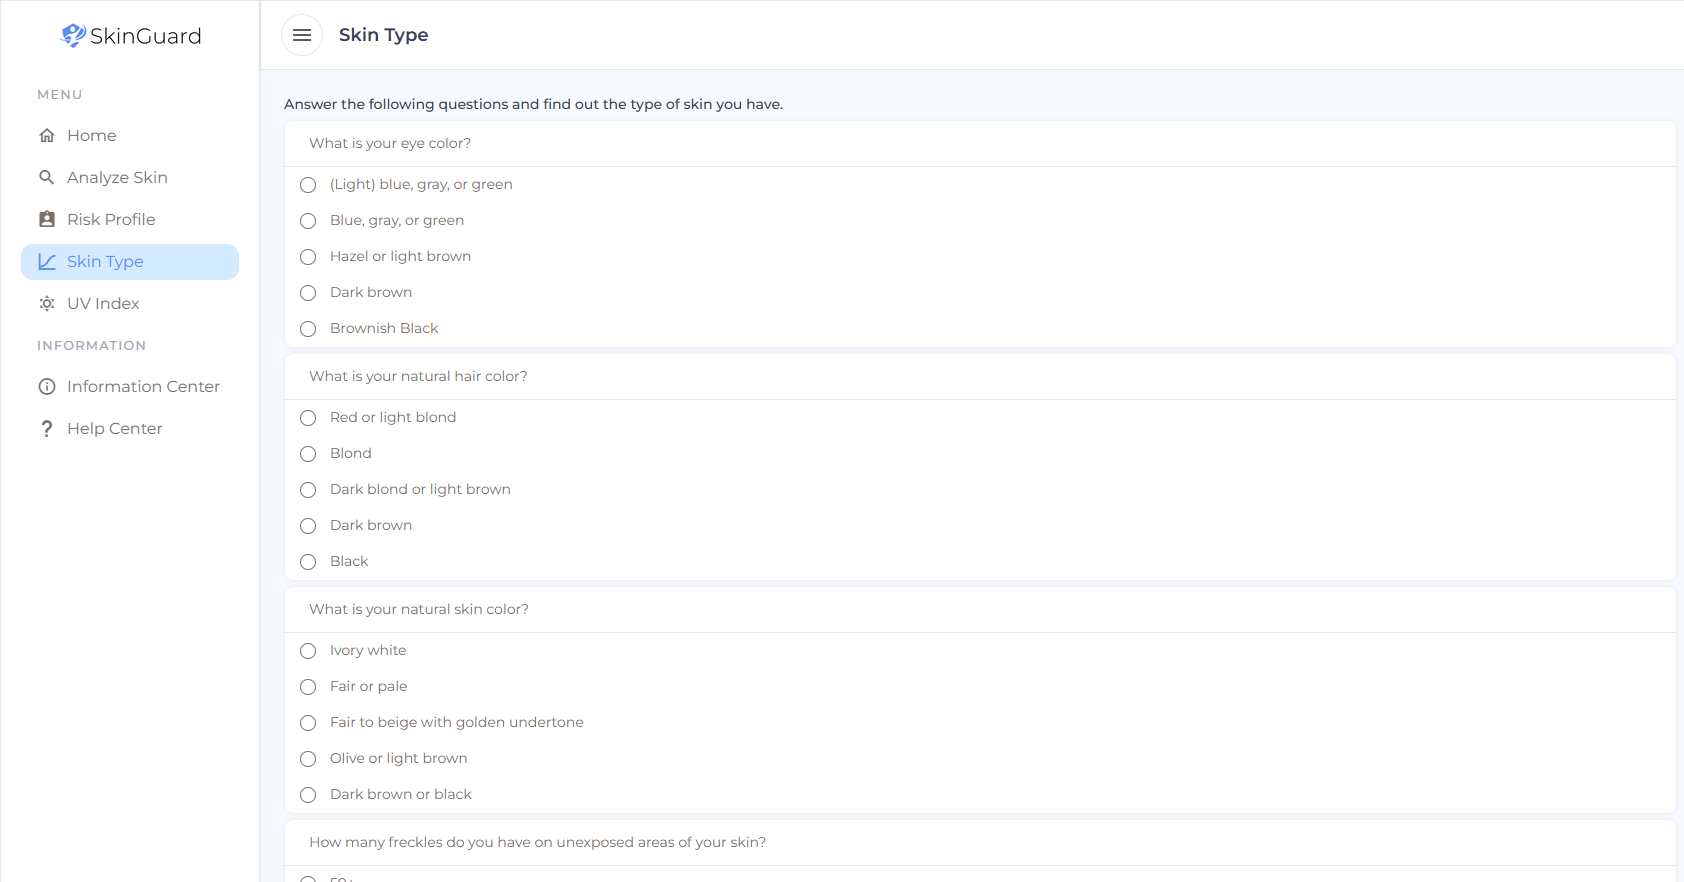 SkinGuard
MENU
Home
Analyze Skin
Risk Profile
Skin Type
UV Index
INFORMATION
Information Center
Help Center
Skin Type
Answer the following questions and find out the type of skin you have.
What is your eye color?
(Light) blue, gray, or green
Blue, gray, or green
Hazel or light brown
Dark brown
Brownish Black
What is your natural hair color?
Red or light blond
Blond
Dark blond or light brown
Dark brown
Black
What is your natural skin color?
Ivory white
Fair or pale
Fair to beige with golden undertone
Olive or light brown
Dark brown or black
How many freckles do you have on unexposed areas of your skin?